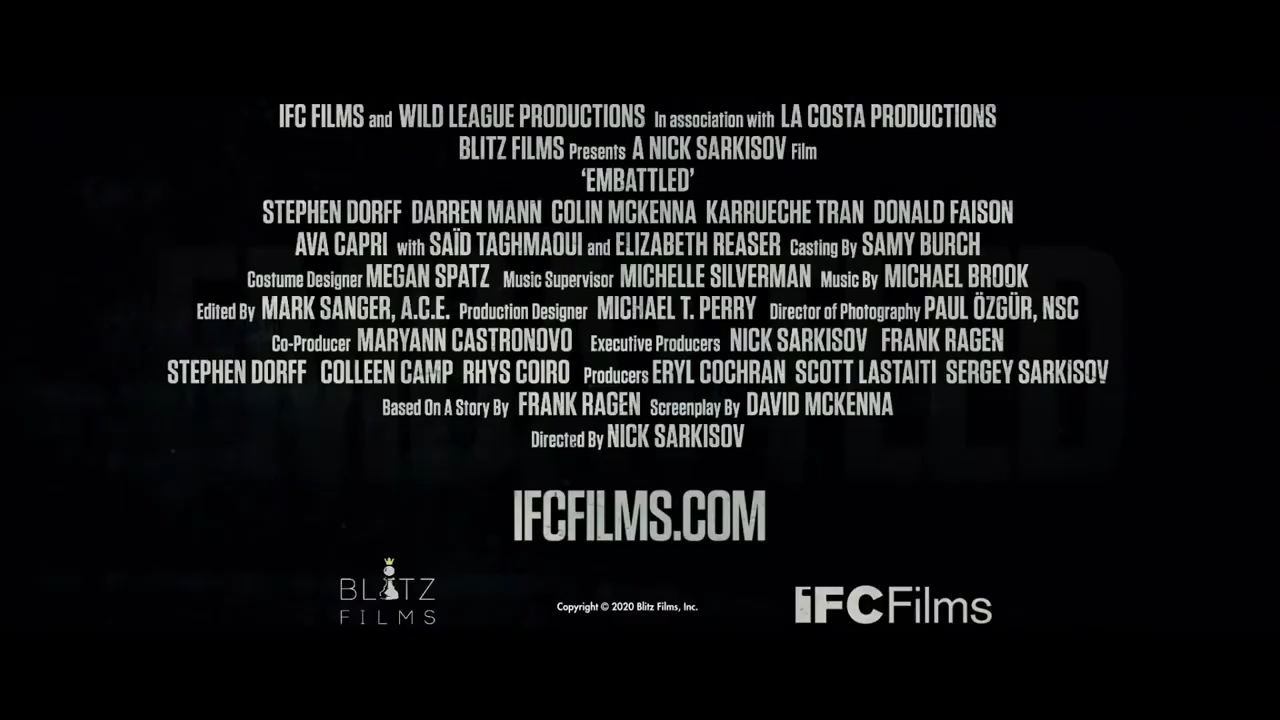 IFC FILMS and WILD LEAGUE PRODUCTIONS In association with LA COSTA PRODUCTIONS
BLITZ FILMS Presents A NICK SARKISOV Film
‘EMBATTLED’
STEPHEN DORFF DARREN MANN COLIN MCKENNA KARRUECHE TRAN DONALD FAISON
AVA CAPRI with SAÏD TAGHMAOUI and ELIZABETH REASER Casting By SAMY BURCH
Costume Designer MEGAN SPATZ Music Supervisor MICHELLE SILVERMAN Music By MICHAEL BROOK
Edited By MARK SANGER, A.C.E. Production Designer MICHAEL T. PERRY Director of Photography PAUL ÖZGÜR, NSC
Co-Producer MARYANN CASTRONOVO Executive Producers NICK SARKISOV FRANK RAGEN
STEPHEN DORFF COLLEEN CAMP RHYS COIRO Producers ERYL COCHRAN SCOTT LASTAITI SERGEY SARKISOV
Based On A Story By FRANK RAGEN Screenplay By DAVID MCKENNA
Directed By NICK SARKISOV
IFCFILMS.COM
BLITZ
FILMS
Copyright © 2020 Blitz Films, Inc.
IFC Films